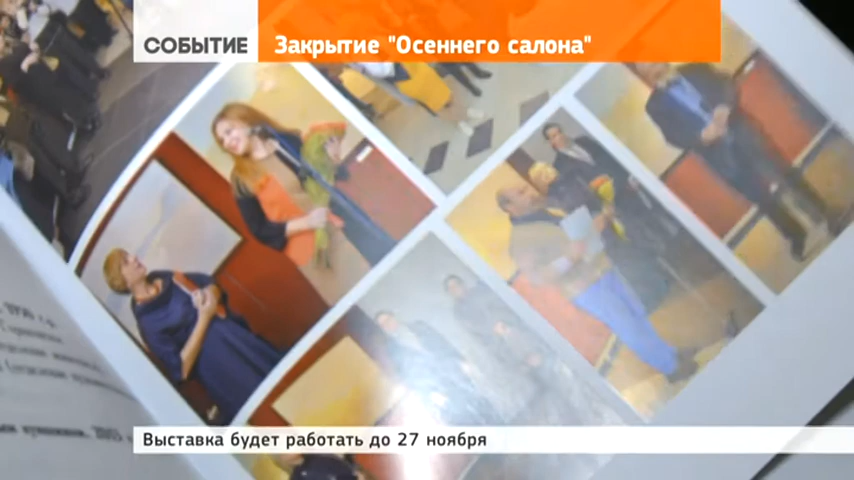 СОБЫТИЕ
Закрытие "Осеннего салона"
Выставка будет работать до 27 ноября